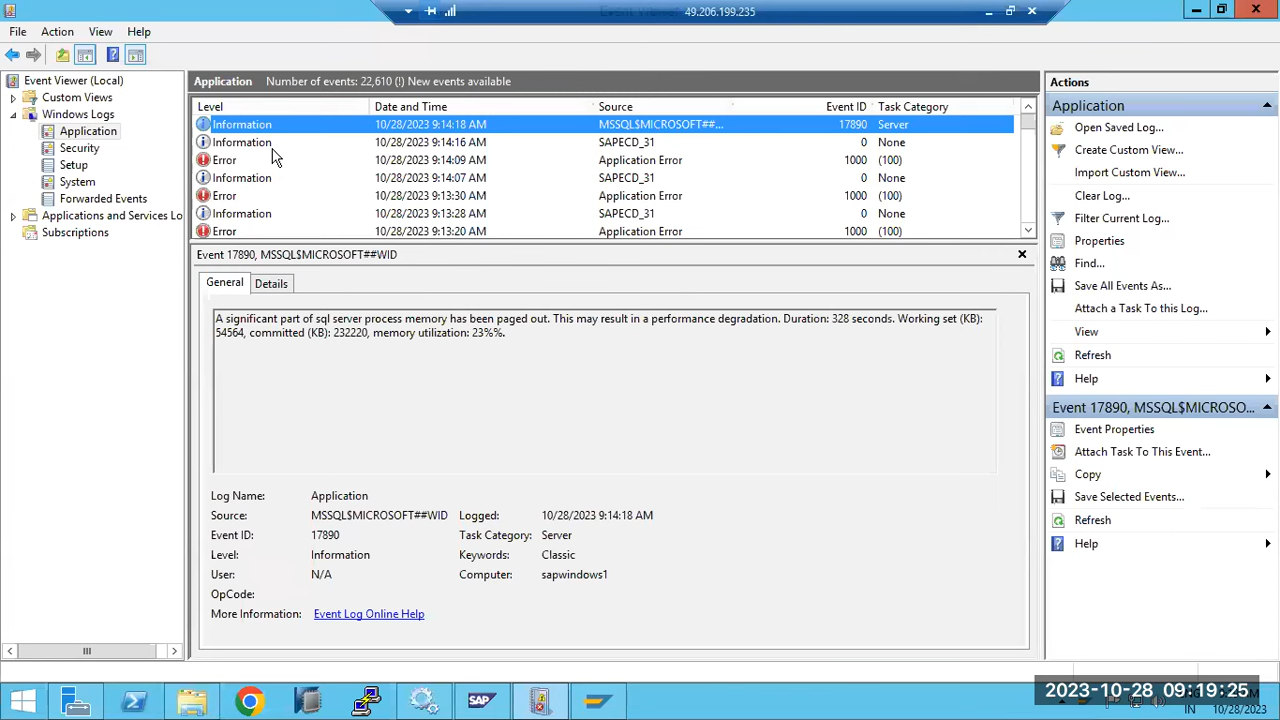 49.206.199.235
File Action View Help
Event Viewer (Local)
Custom Views
Windows Logs
Application
Security
Setup
System
Forwarded Events
Applications and Services Lo
Subscriptions
Application Number of events: 22,610 (!) New events available
Level Date and Time Source Event ID Task Category
Information 10/28/2023 9:14:18 AM MSSQL$MICROSOFT##... 17890 Server
Information 10/28/2023 9:14:16 AM SAPECD_31 0 None
Error 10/28/2023 9:14:09 AM Application Error 1000 (100)
Information 10/28/2023 9:14:07 AM SAPECD_31 0 None
Error 10/28/2023 9:13:30 AM Application Error 1000 (100)
Information 10/28/2023 9:13:28 AM SAPECD_31 0 None
Error 10/28/2023 9:13:20 AM Application Error 1000 (100)
Event 17890, MSSQL$MICROSOFT##WID
General Details
A significant part of sql server process memory has been paged out. This may result in a performance degradation. Duration: 328 seconds. Working set (KB):
54564, committed (KB): 232220, memory utilization: 23%%.
Log Name: Application
Source: MSSQL$MICROSOFT##WID Logged: 10/28/2023 9:14:18 AM
Event ID: 17890 Task Category: Server
Level: Information Keywords: Classic
User: N/A Computer: sapwindows1
OpCode:
More Information: Event Log Online Help
Actions
Application
Open Saved Log...
Create Custom View...
Import Custom View...
Clear Log...
Filter Current Log...
Properties
Find...
Save All Events As...
Attach a Task To this Log...
View
Refresh
Help
Event 17890, MSSQL$MICROSO...
Event Properties
Attach Task To This Event...
Copy
Save Selected Events...
Refresh
Help
SAP
2023-10-28 09:19:25
IN 10/28/2023